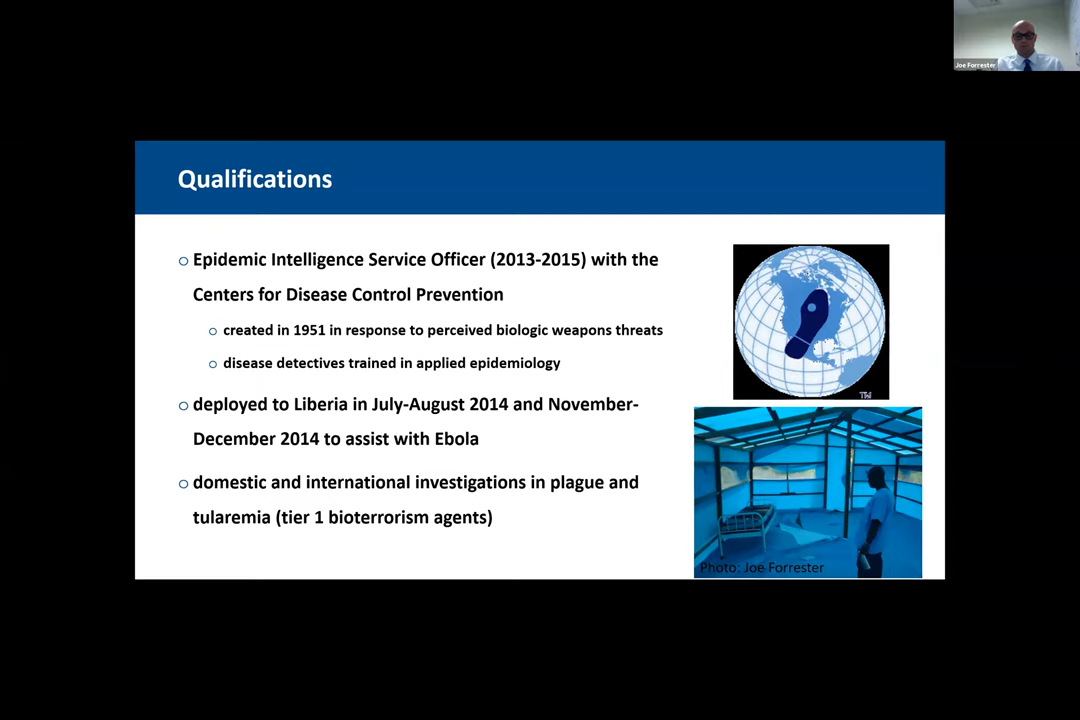 Joe Forrester
Qualifications
Epidemic Intelligence Service Officer (2013-2015) with the
Centers for Disease Control Prevention
created in 1951 in response to perceived biologic weapons threats
disease detectives trained in applied epidemiology
deployed to Liberia in July-August 2014 and November-
December 2014 to assist with Ebola
domestic and international investigations in plague and
tularemia (tier 1 bioterrorism agents)
TM
Photo: Joe Forrester